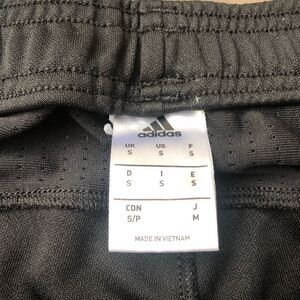 adidas
UK US F
S S S
D I E
S S S
CDN J
S/P M
MADE IN VIETNAM